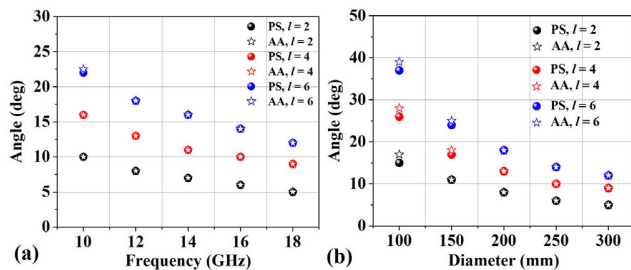 30
25
20
15
10
5
0
Angle (deg)
PS, l = 2
AA, l = 2
PS, l = 4
AA, l = 4
PS, l = 6
AA, l = 6
10 12 14 16 18
(a) Frequency (GHz)
50
40
30
20
10
0
Angle (deg)
PS, l = 2
AA, l = 2
PS, l = 4
AA, l = 4
PS, l = 6
AA, l = 6
100 150 200 250 300
(b) Diameter (mm)